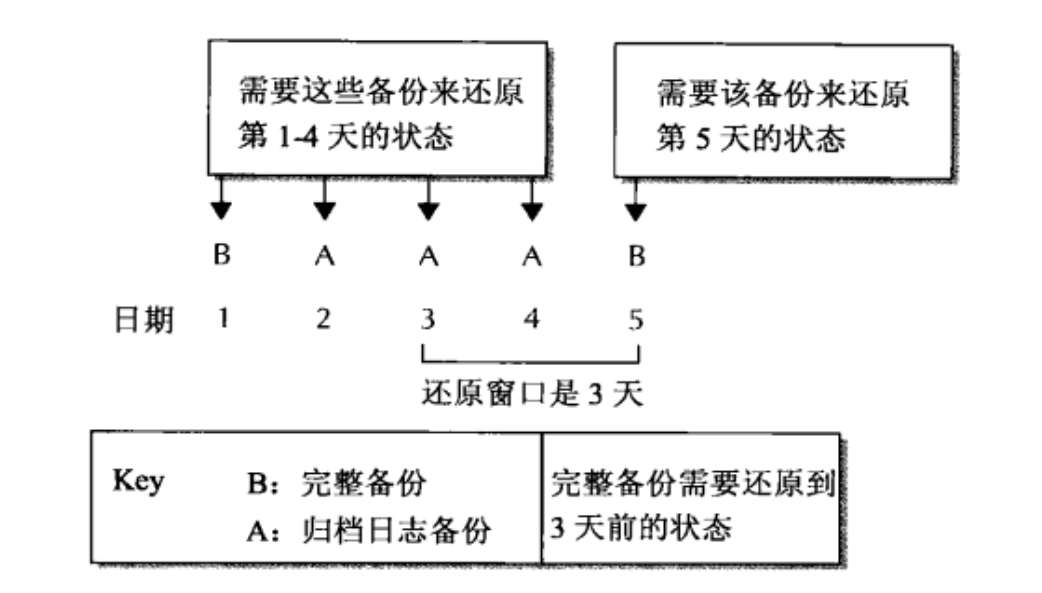 需要这些备份来还原
第 1-4 天的状态
需要该备份来还原
第 5 天的状态
B A A A B
日期 1 2 3 4 5
还原窗口是 3 天
Key B：完整备份
A：归档日志备份
完整备份需要还原到
3 天前的状态